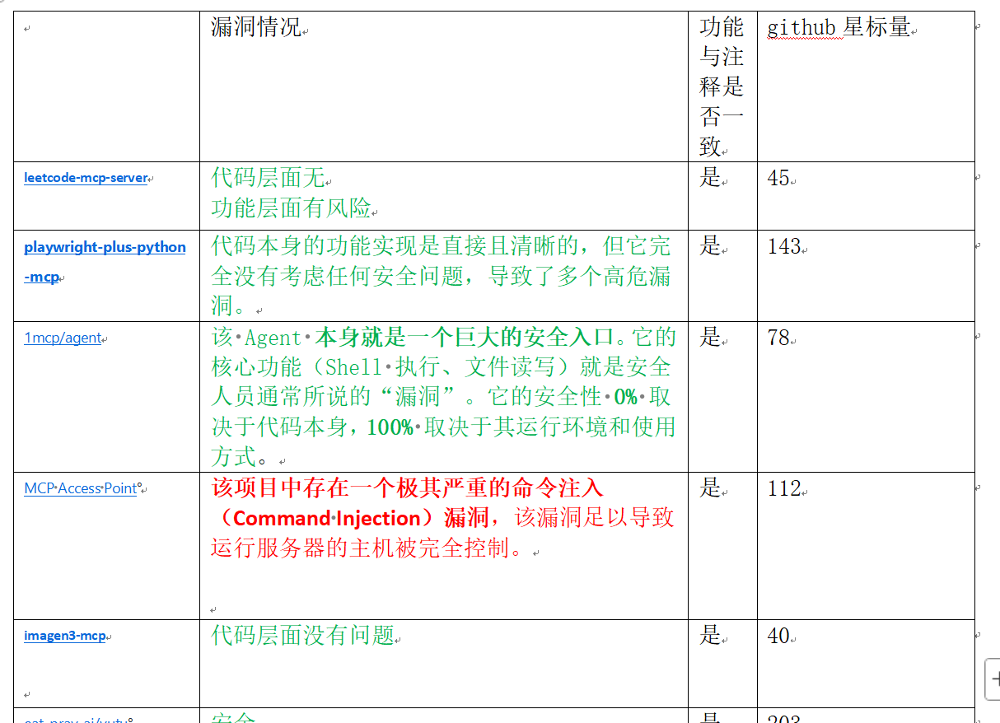 漏洞情况
功能
与注
释是
否一
致
github 星标量
leetcode-mcp-server
代码层面无
功能层面有风险
是
45
playwright-plus-python
-mcp
代码本身的功能实现是直接且清晰的，但它完
全没有考虑任何安全问题，导致了多个高危漏
洞。
是
143
1mcp/agent
该 Agent 本身就是一个巨大的安全入口。它的
核心功能（Shell 执行、文件读写）就是安全
人员通常所说的“漏洞”。它的安全性 0% 取
决于代码本身，100% 取决于其运行环境和使用
方式。
是
78
MCP Access Point
该项目中存在一个极其严重的命令注入
（Command Injection）漏洞，该漏洞足以导致
运行服务器的主机被完全控制。
是
112
imagen3-mcp
代码层面没有问题
是
40
安全
是
203